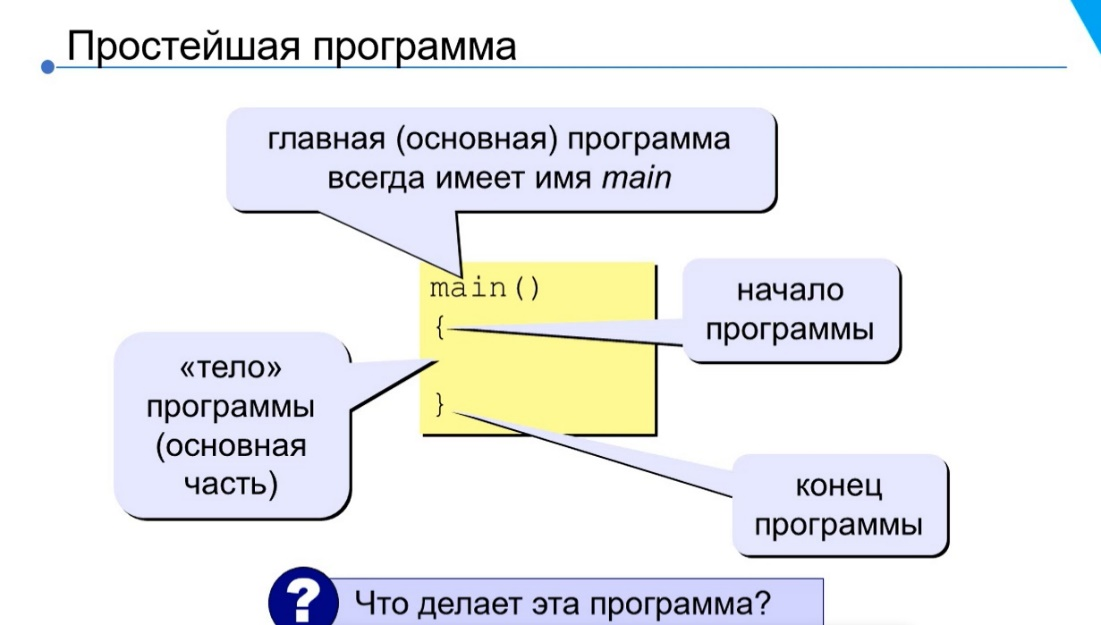 Простейшая программа
главная (основная) программа
всегда имеет имя main
main()
{
начало
программы
«тело»
программы
(основная
часть)
}
конец
программы
?
Что делает эта программа?